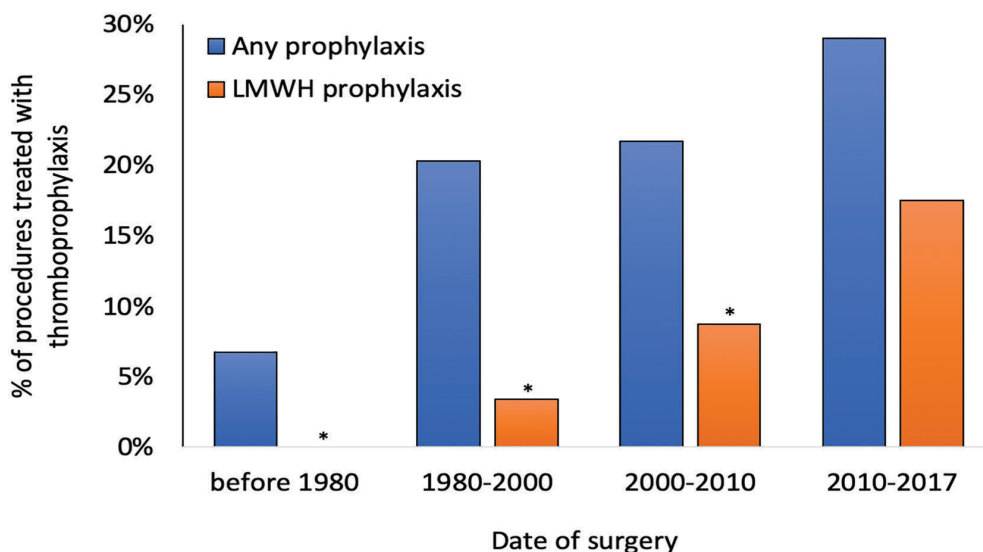 30%
25%
20%
15%
10%
5%
0%
% of procedures treated with
thromboprophylaxis
Any prophylaxis
LMWH prophylaxis
*
*
*
before 1980
1980-2000
2000-2010
2010-2017
Date of surgery